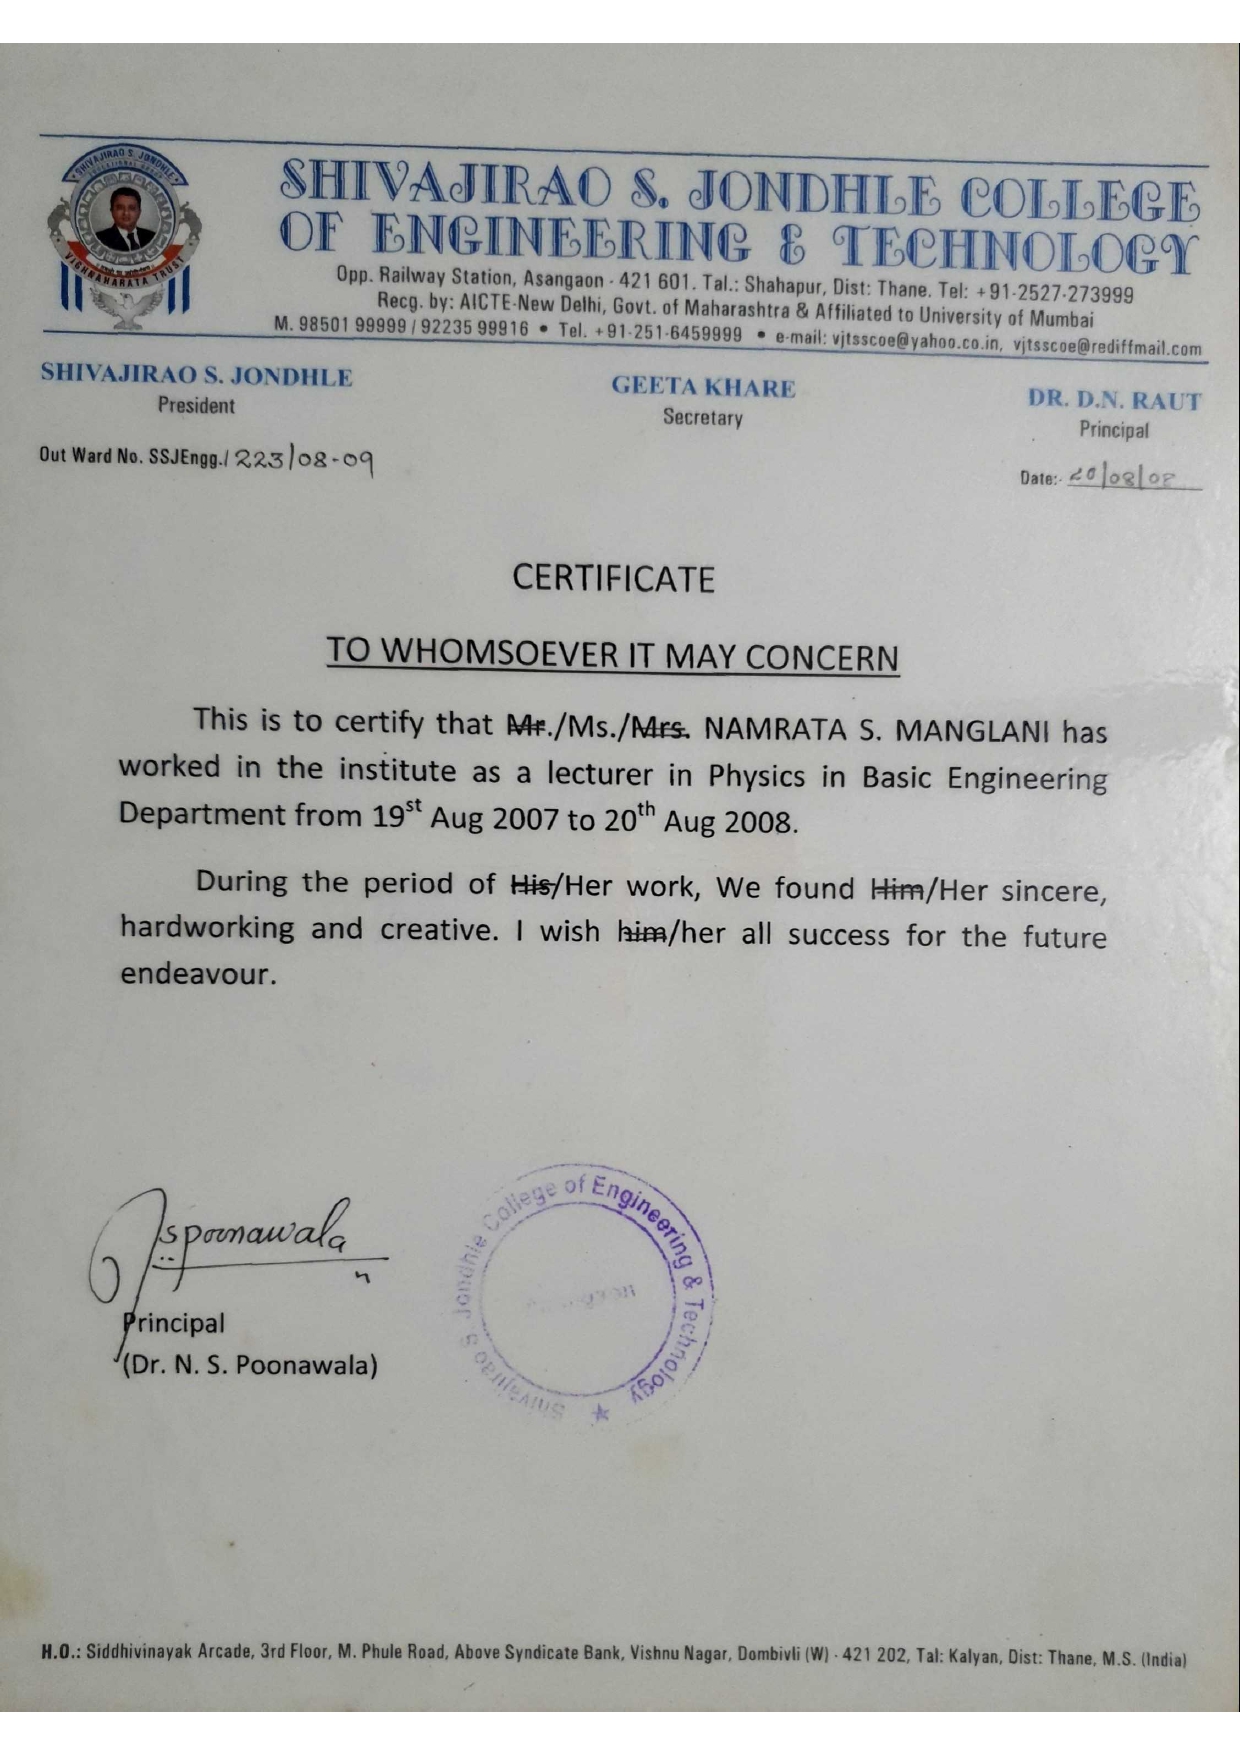 SHIVAJIRAO S. JONDHLE
VIGHNAHARATA TRUST
SHIVAJIRAO S. JONDHLE COLLEGE
OF ENGINEERING & TECHNOLOGY
Opp. Railway Station, Asangaon - 421 601. Tal.: Shahapur, Dist: Thane. Tel: +91-2527-273999
Recg. by: AICTE-New Delhi, Govt. of Maharashtra & Affiliated to University of Mumbai
M. 98501 99999 / 92235 99916 • Tel. +91-251-6459999 • e-mail: vjtsscoe@yahoo.co.in, vjtsscoe@rediffmail.com
SHIVAJIRAO S. JONDHLE
President
GEETA KHARE
Secretary
DR. D.N. RAUT
Principal
Out Ward No. SSJEngg./ 223/08-09
Date:- 20/08/08
CERTIFICATE
TO WHOMSOEVER IT MAY CONCERN
This is to certify that Mr./Ms./Mrs. NAMRATA S. MANGLANI has
worked in the institute as a lecturer in Physics in Basic Engineering
Department from 19st Aug 2007 to 20th Aug 2008.
During the period of His/Her work, We found Him/Her sincere,
hardworking and creative. I wish him/her all success for the future
endeavour.
spoonawala
Principal
(Dr. N. S. Poonawala)
Shivajirao S. Jondhle College of Engineering & Technology
H.O.: Siddhivinayak Arcade, 3rd Floor, M. Phule Road, Above Syndicate Bank, Vishnu Nagar, Dombivli (W) - 421 202, Tal: Kalyan, Dist: Thane, M.S. (India)